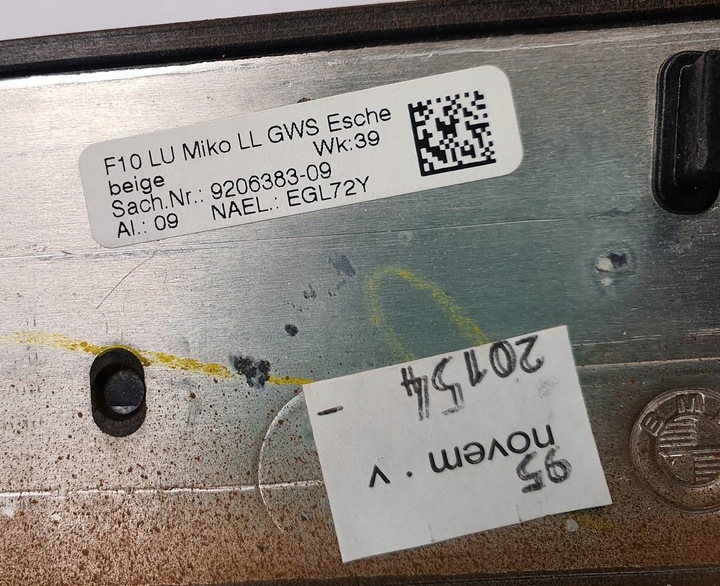 F10 LU Miko LL GWS Esche
beige Wk:39
Sach.Nr.: 9206383-09
Al.: 09 NAEL.: EGL72Y
95
novem · v
20154 -
BM